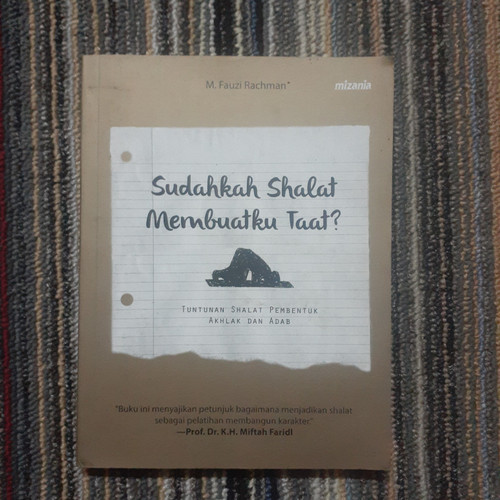 M. Fauzi Rachman*
mizania
Sudahkah Shalat
Membuatku Taat?
TUNTUNAN SHALAT PEMBENTUK
AKHLAK DAN ADAB
"Buku ini menyajikan petunjuk bagaimana menjadikan shalat
sebagai pelatihan membangun karakter."
—Prof. Dr. K.H. Miftah Faridl